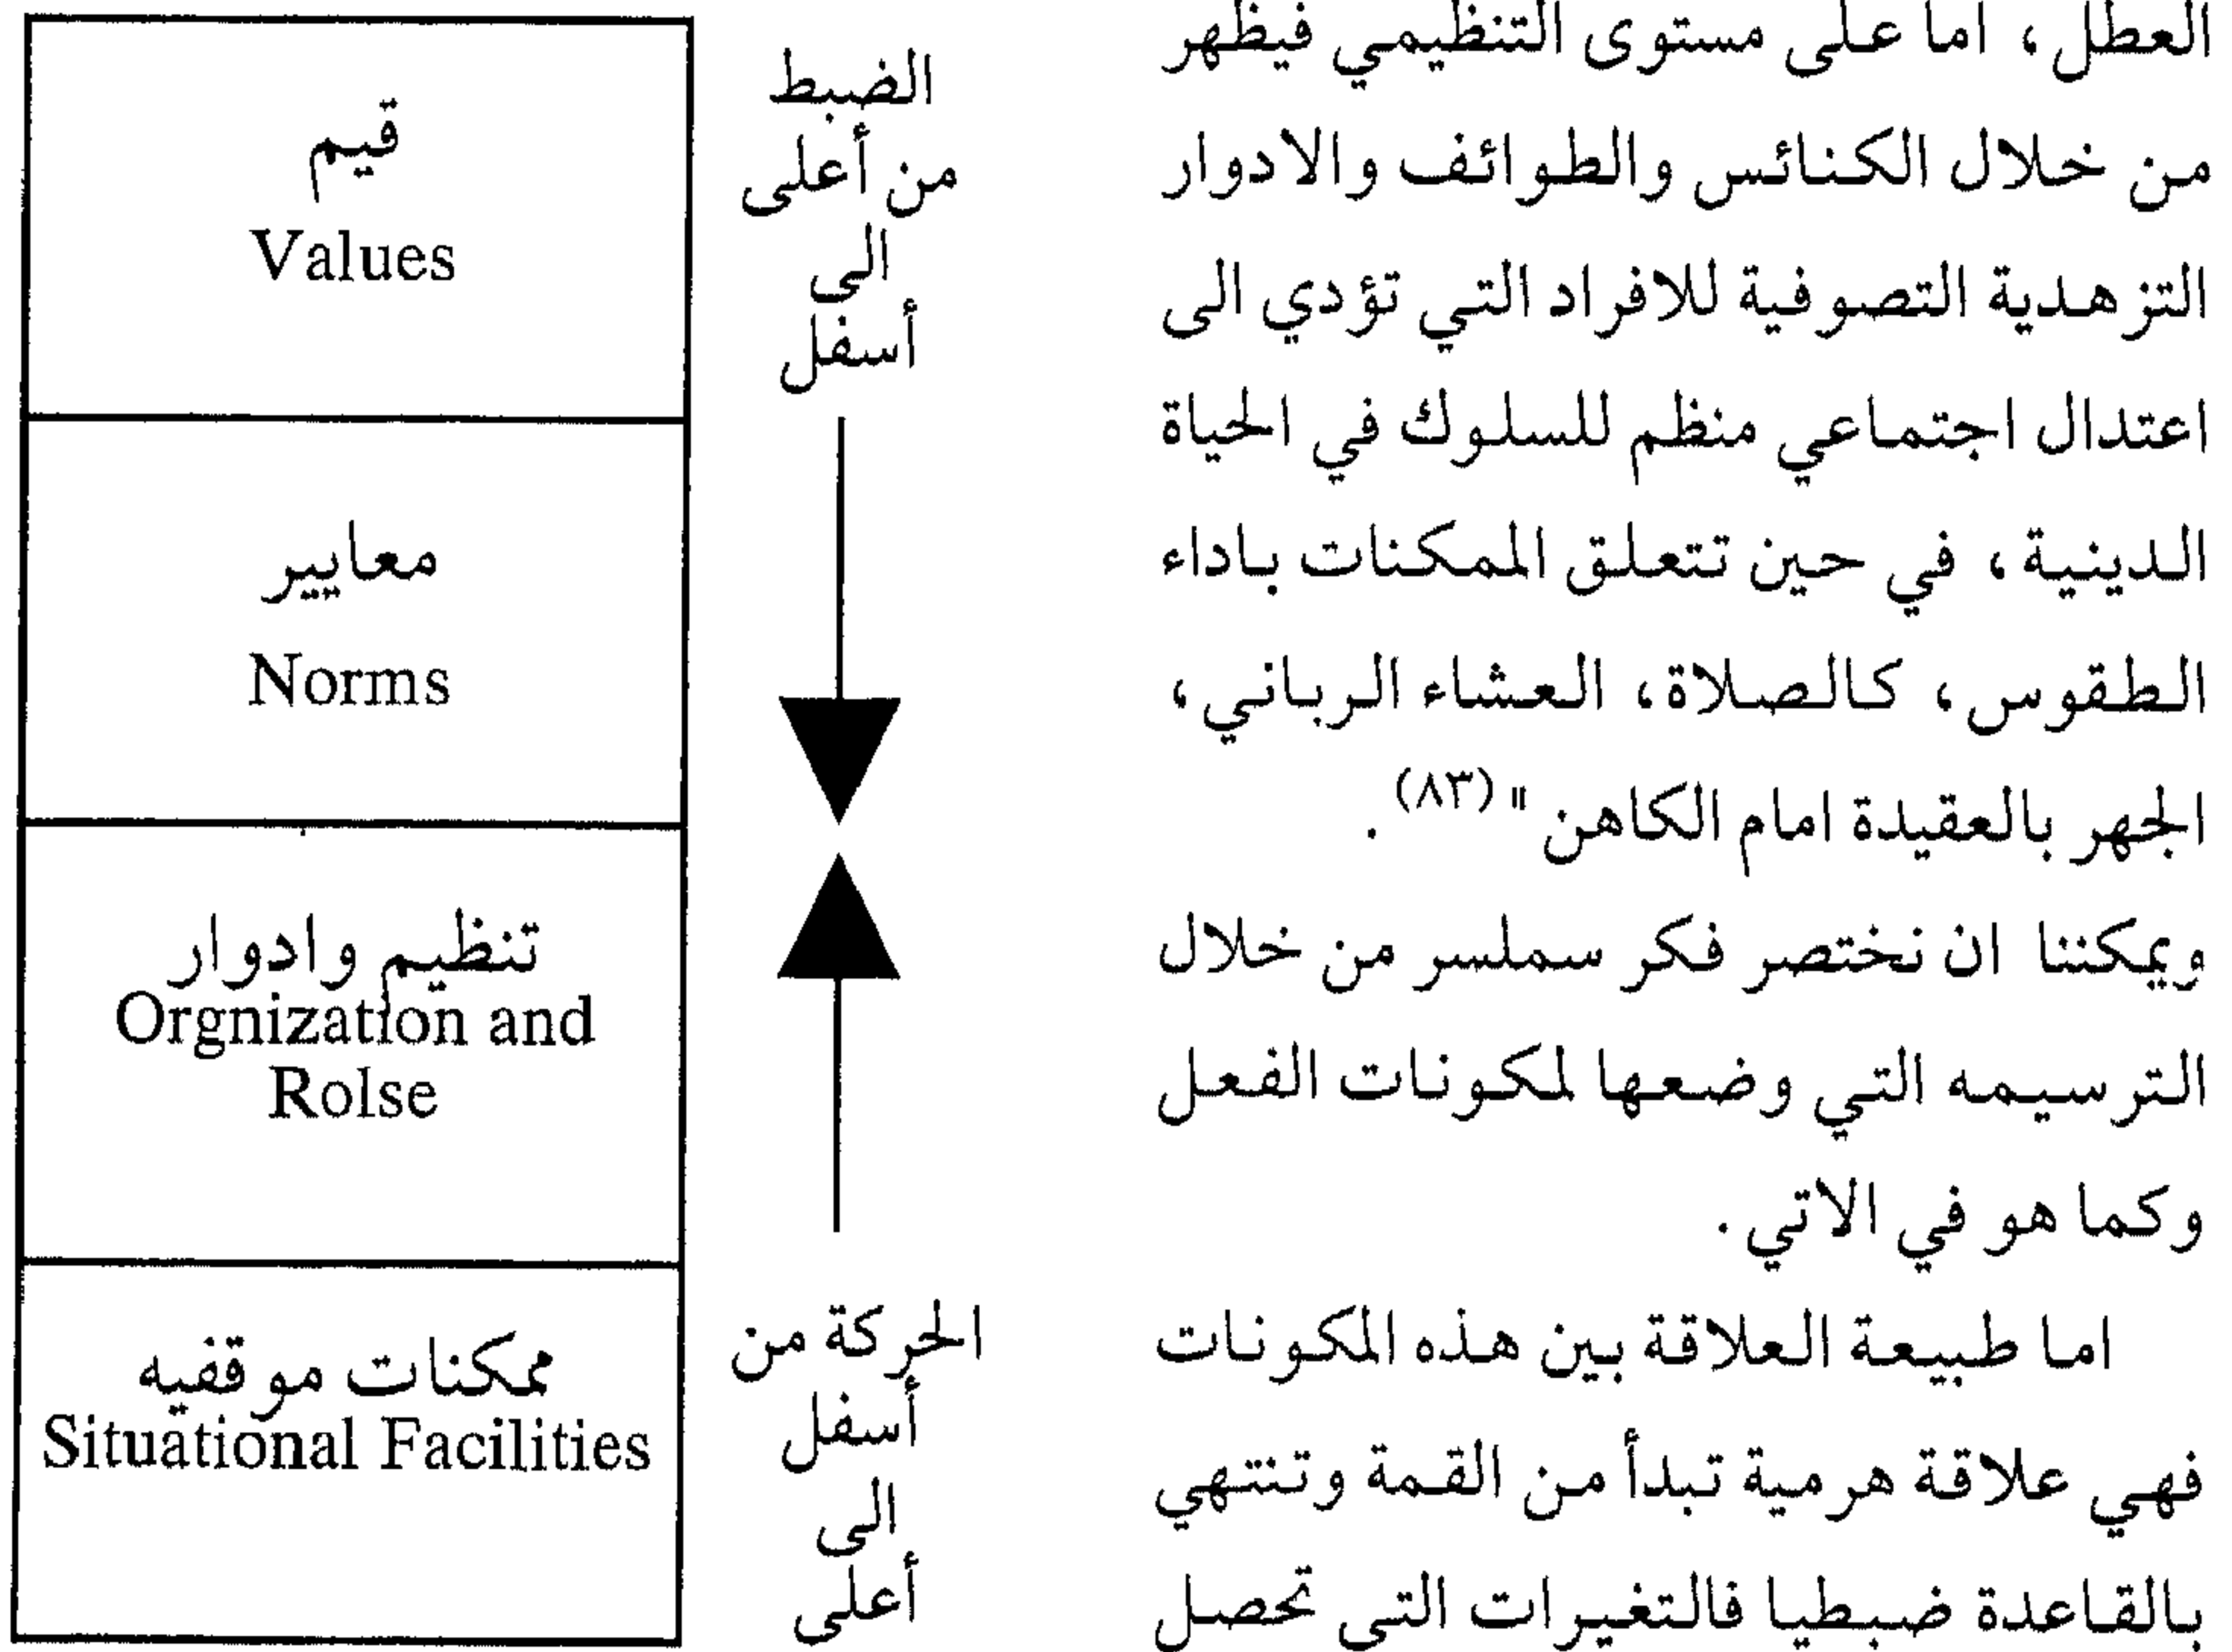 العطل، اما على مستوى التنظيمي فيظهر
من خلال الكنائس والطوائف والادوار
التزهدية التصوفية للافراد التي تؤدي الى
اعتدال اجتماعي منظم للسلوك في الحياة
الدينية، في حين تتعلق الممكنات باداء
الطقوس، كالصلاة، العشاء الرباني،
الجهر بالعقيدة امام الكاهن "(٨٣).
ويمكننا ان نختصر فكر سملسر من خلال
الترسيمه التي وضعها لمكونات الفعل
وكما هو في الاتي.
اما طبيعة العلاقة بين هذه المكونات
فهي علاقة هرمية تبدأ من القمة وتنتهي
بالقاعدة ضبطيا فالتغيرات التي تحصل
الضبط
من أعلى
الى
أسفل
الحركة من
أسفل
الى
أعلى
قيم
Values
معايير
Norms
تنظيم وادوار
Orgnization and
Rolse
ممكنات موقفيه
Situational Facilities